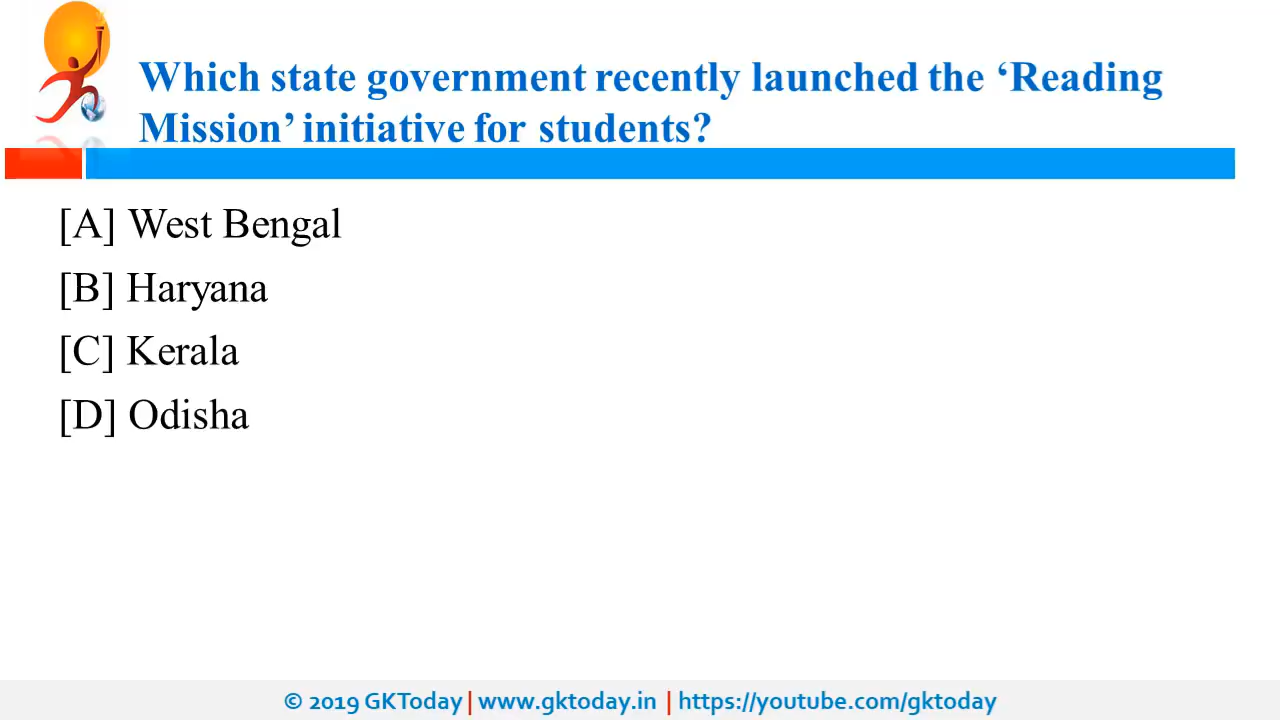 Which state government recently launched the ‘Reading
Mission’ initiative for students?
[A] West Bengal
[B] Haryana
[C] Kerala
[D] Odisha
© 2019 GKToday | www.gktoday.in | https://youtube.com/gktoday